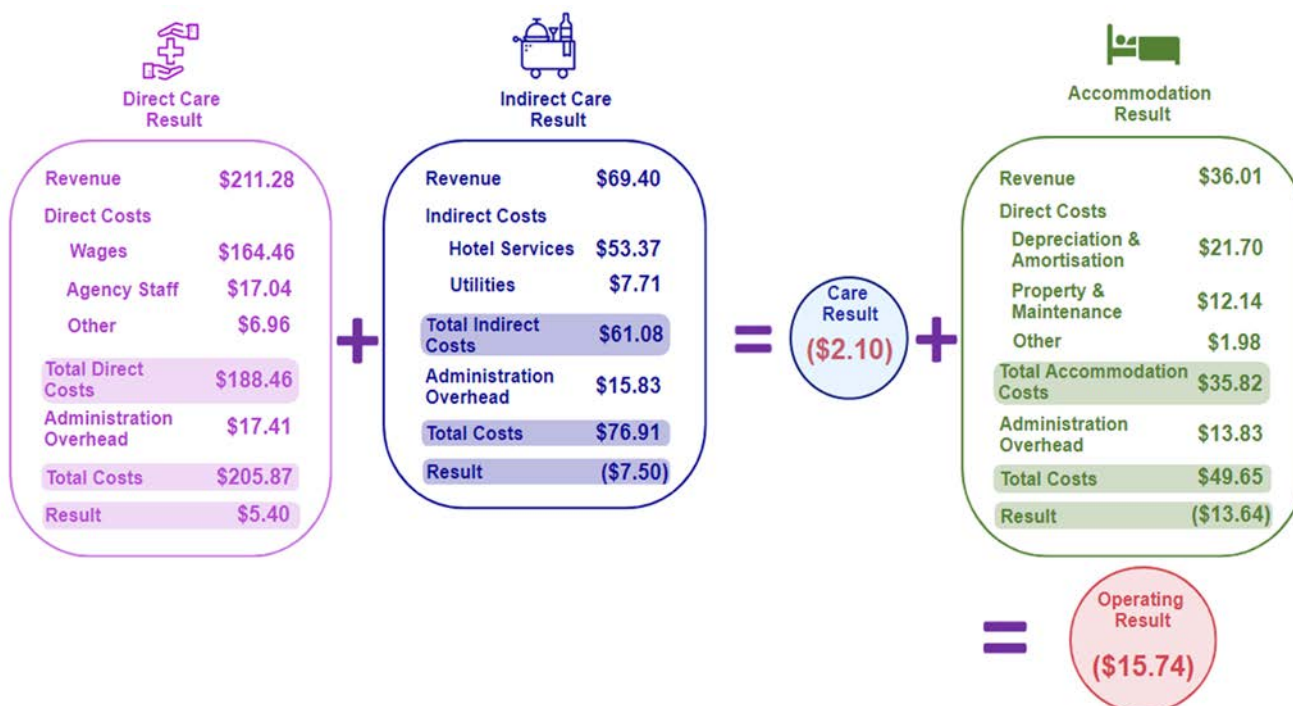 Direct Care
Result
Revenue $211.28
Direct Costs
Wages $164.46
Agency Staff $17.04
Other $6.96
Total Direct
Costs $188.46
Administration
Overhead $17.41
Total Costs $205.87
Result $5.40
+
Indirect Care
Result
Revenue $69.40
Indirect Costs
Hotel Services $53.37
Utilities $7.71
Total Indirect
Costs $61.08
Administration
Overhead $15.83
Total Costs $76.91
Result ($7.50)
=
Care
Result
($2.10)
+
Accommodation
Result
Revenue $36.01
Direct Costs
Depreciation &
Amortisation $21.70
Property &
Maintenance $12.14
Other $1.98
Total Accommodation
Costs $35.82
Administration
Overhead $13.83
Total Costs $49.65
Result ($13.64)
=
Operating
Result
($15.74)